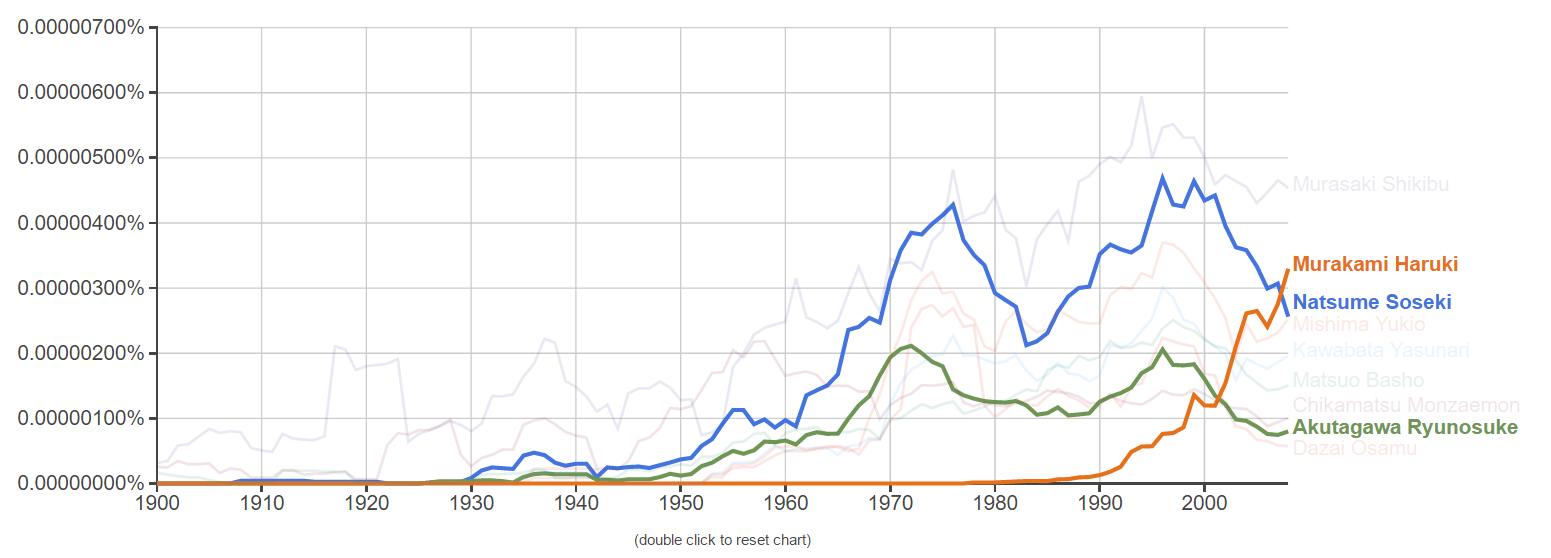 0.00000700%
0.00000600%
0.00000500%
0.00000400%
0.00000300%
0.00000200%
0.00000100%
0.00000000%
1900 1910 1920 1930 1940 1950 1960 1970 1980 1990 2000
Murasaki Shikibu
Murakami Haruki
Natsume Soseki
Mishima Yukio
Kawabata Yasunari
Matsuo Basho
Chikamatsu Monzaemon
Akutagawa Ryunosuke
Dazai Osamu
(double click to reset chart)